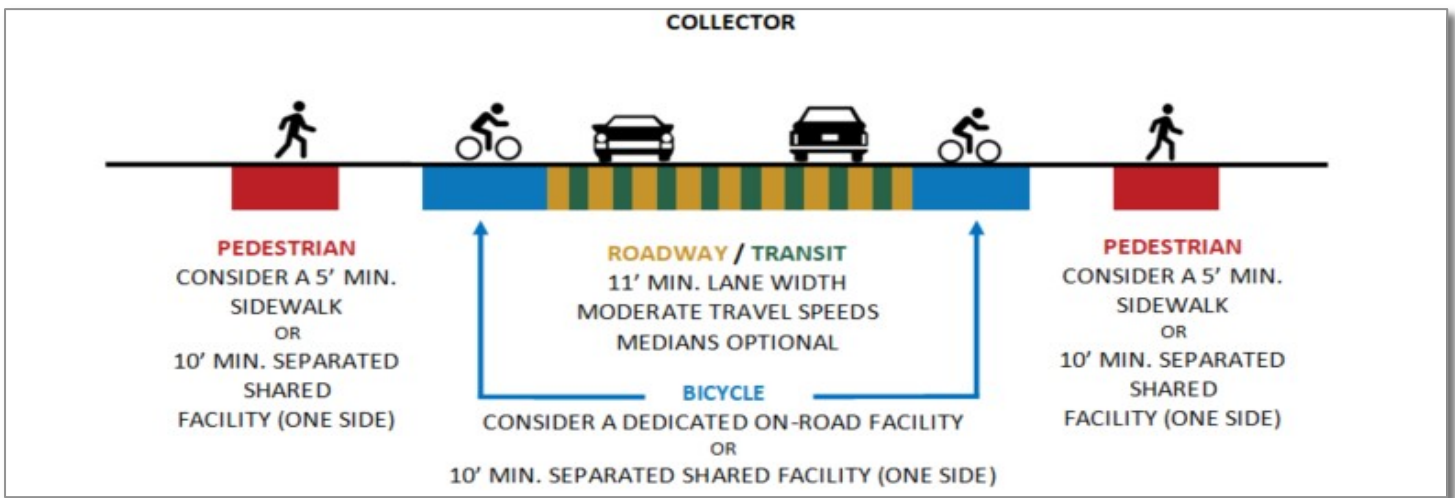 COLLECTOR
PEDESTRIAN
CONSIDER A 5’ MIN.
SIDEWALK
OR
10’ MIN. SEPARATED
SHARED
FACILITY (ONE SIDE)
ROADWAY / TRANSIT
11’ MIN. LANE WIDTH
MODERATE TRAVEL SPEEDS
MEDIANS OPTIONAL
BICYCLE
CONSIDER A DEDICATED ON-ROAD FACILITY
OR
10’ MIN. SEPARATED SHARED FACILITY (ONE SIDE)
PEDESTRIAN
CONSIDER A 5’ MIN.
SIDEWALK
OR
10’ MIN. SEPARATED
SHARED
FACILITY (ONE SIDE)